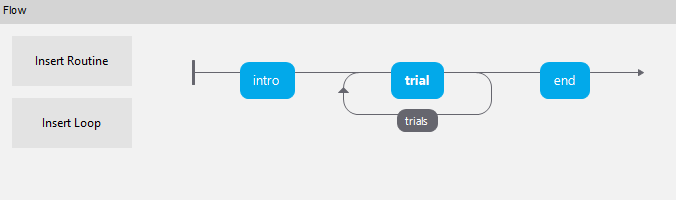 Flow
Insert Routine
Insert Loop
intro
trial
end
trials